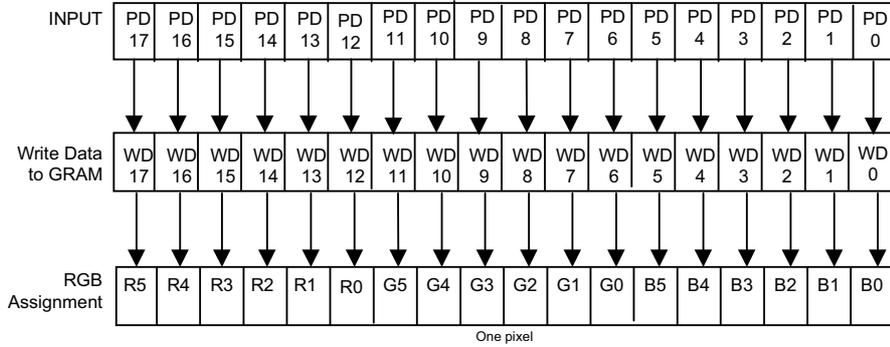 INPUT PD PD PD PD PD PD PD PD PD PD PD PD PD PD PD PD PD PD
17 16 15 14 13 12 11 10 9 8 7 6 5 4 3 2 1 0
Write Data WD WD WD WD WD WD WD WD WD WD WD WD WD WD WD WD WD WD
to GRAM 17 16 15 14 13 12 11 10 9 8 7 6 5 4 3 2 1 0
RGB R5 R4 R3 R2 R1 R0 G5 G4 G3 G2 G1 G0 B5 B4 B3 B2 B1 B0
Assignment
One pixel